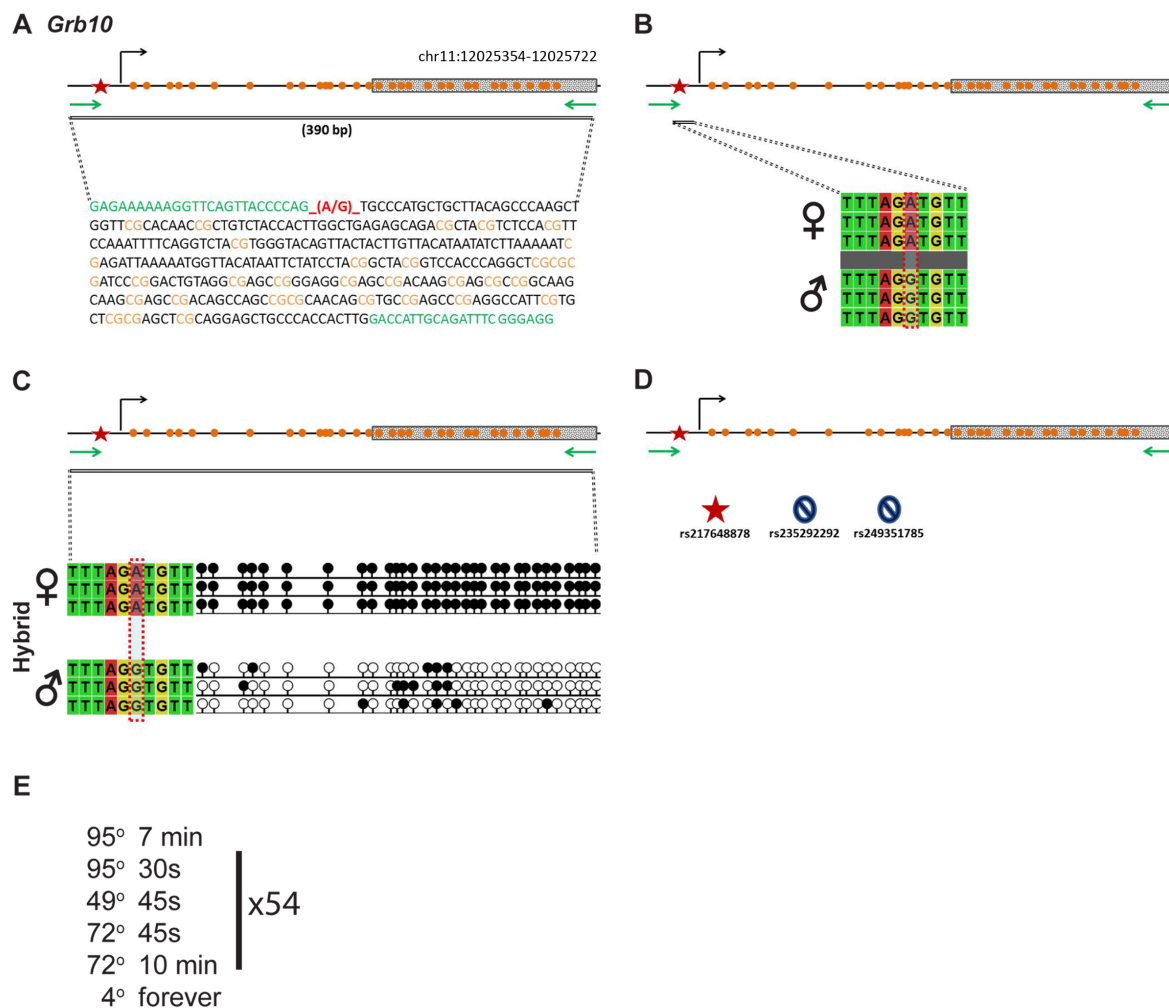 A Grb10
chr11:12025354-12025722
(390 bp)
GAGAAAAAAGGTTCAGTTACCCCAG_(A/G)_TGCCCATGCTGCTTACAGCCCAAGCT
GGTTCGCACAACCGCTGTCTACCACTTGGCTGAGAGCAGACGCTACGTCTCCACGTT
CCAAATTTTCAGGTCTACGTGGGTACAGTTACTACTTGTTACATAATATCTTAAAAATC
GAGATTAAAAATGGTTACATAATTCTATCCTACGGCTACGGTCCACCCAGGCTCGCGC
GATCCCGGACTGTAGGCGAGCCGGGAGGCGAGCCGACAAGCGAGCGCCGGCAAG
CAAGCGAGCCGACAGCCAGCCGCGCAACAGCGTGCCGAGCCCGAGGCCATTCGTG
CTCGCGAGCTCGCAGGAGCTGCCCACCACTTGGACCATTGCAGATTTCGGGAGG
B
♀
TTTAGATGTT
TTTAGATGTT
TTTAGATGTT
♂
TTTAGGTGTT
TTTAGGTGTT
TTTAGGTGTT
C
Hybrid
♀
TTTAGATGTT
TTTAGATGTT
TTTAGATGTT
♂
TTTAGGTGTT
TTTAGGTGTT
TTTAGGTGTT
D
rs217648878 rs235292292 rs249351785
E
95° 7 min
95° 30s
49° 45s
x54
72° 45s
72° 10 min
4° forever